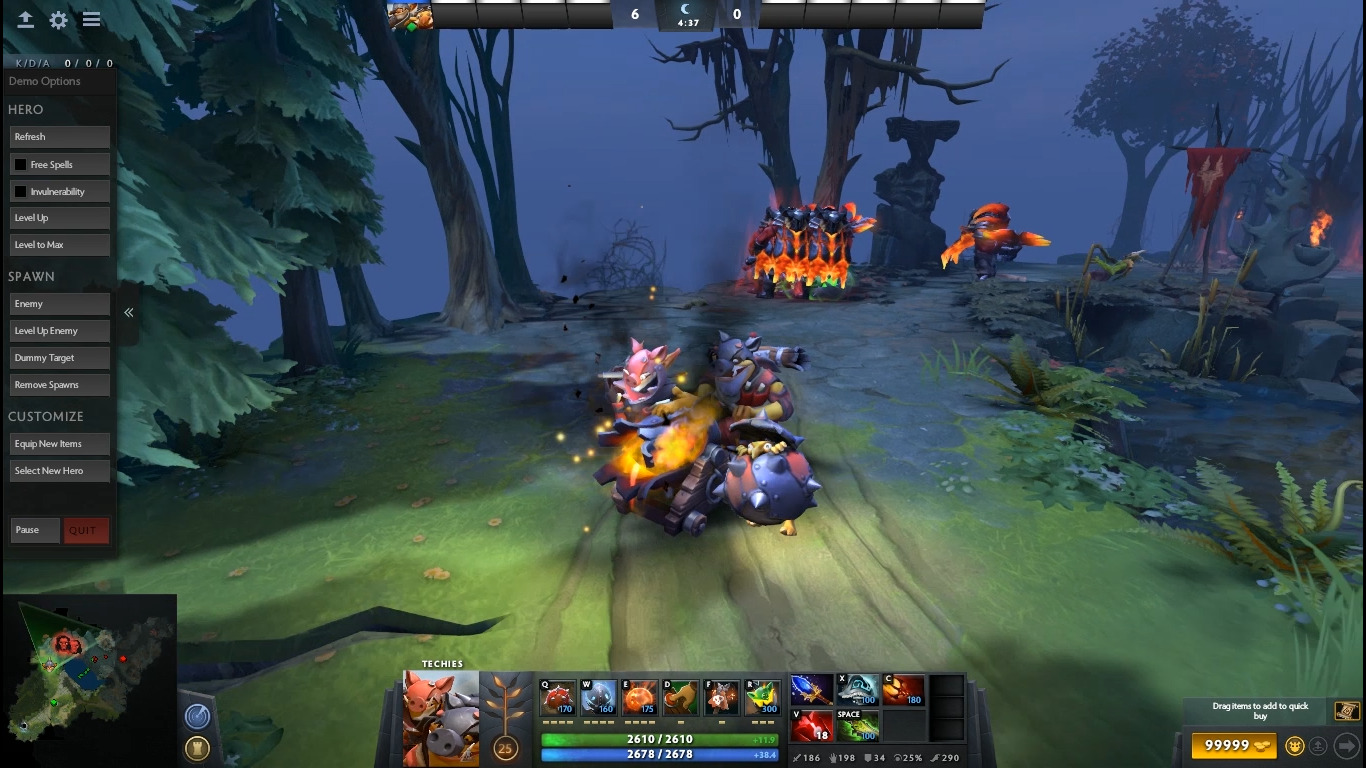 6
4:37
0
K/D/A 0 / 0 / 0
Demo Options
HERO
Refresh
Free Spells
Invulnerability
Level Up
Level to Max
SPAWN
Enemy
Level Up Enemy
Dummy Target
Remove Spawns
CUSTOMIZE
Equip New Items
Select New Hero
Pause
QUIT
TECHIES
25
Q 170
W 160
E 175
D
F
R 300
2610 / 2610 +11.9
2678 / 2678 +38.4
X 100
C 180
V 18
SPACE 100
186 198 34 25% 290
Drag items to add to quick
buy
99999